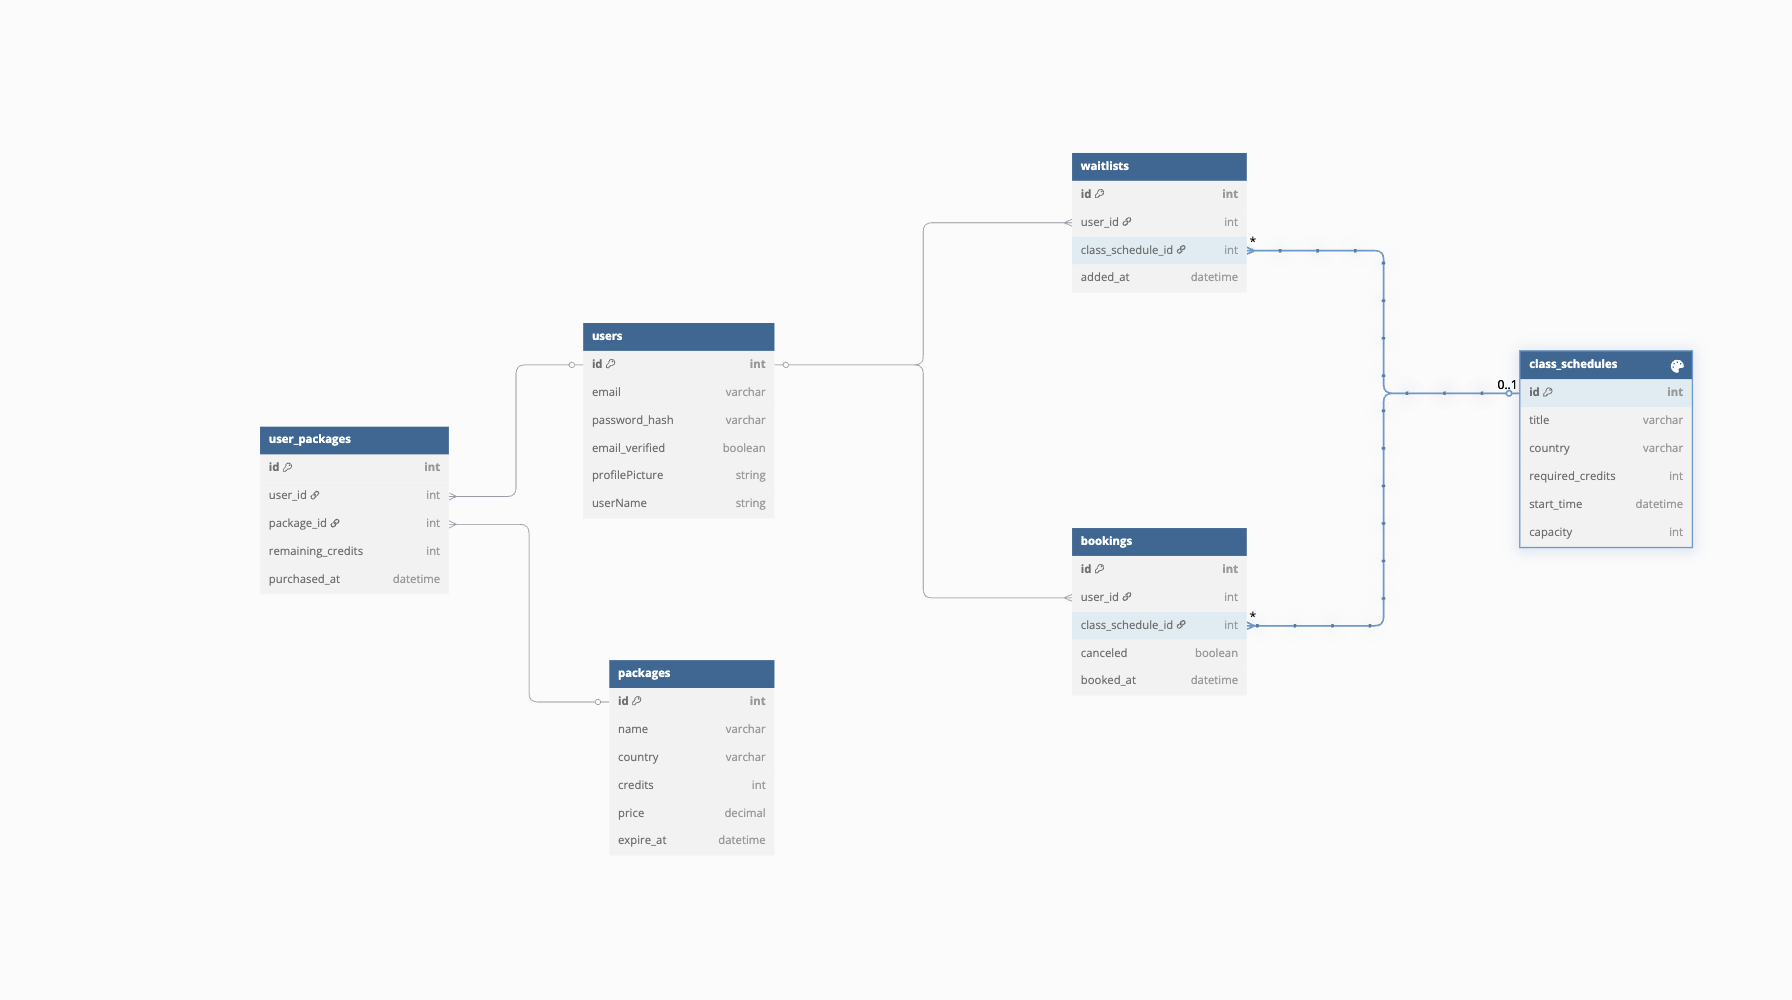 waitlists
id int
user_id int
class_schedule_id int
added_at datetime
*
users
id int
email varchar
password_hash varchar
email_verified boolean
profilePicture string
userName string
class_schedules
0..1
id int
title varchar
country varchar
required_credits int
start_time datetime
capacity int
user_packages
id int
user_id int
package_id int
remaining_credits int
purchased_at datetime
bookings
id int
user_id int
class_schedule_id int
canceled boolean
booked_at datetime
*
packages
id int
name varchar
country varchar
credits int
price decimal
expire_at datetime